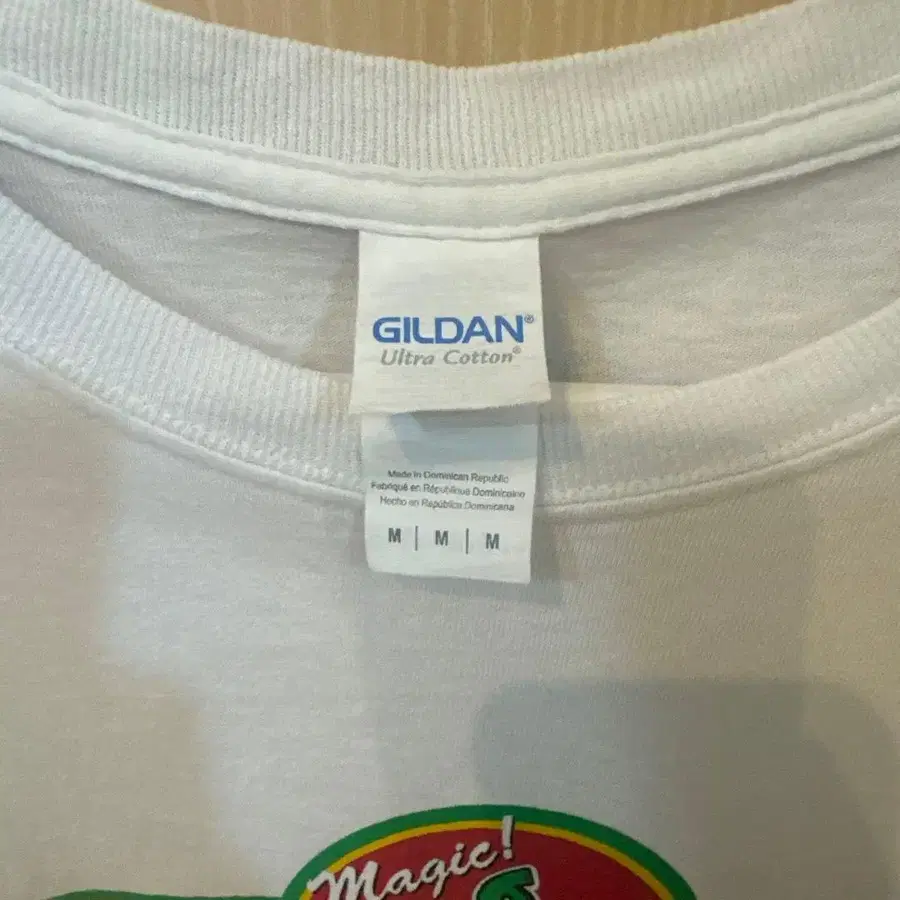 GILDAN®
Ultra Cotton®
Made in Dominican Republic
Fabriqué en République Dominicaine
Hecho en República Dominicana
M | M | M
Magic!